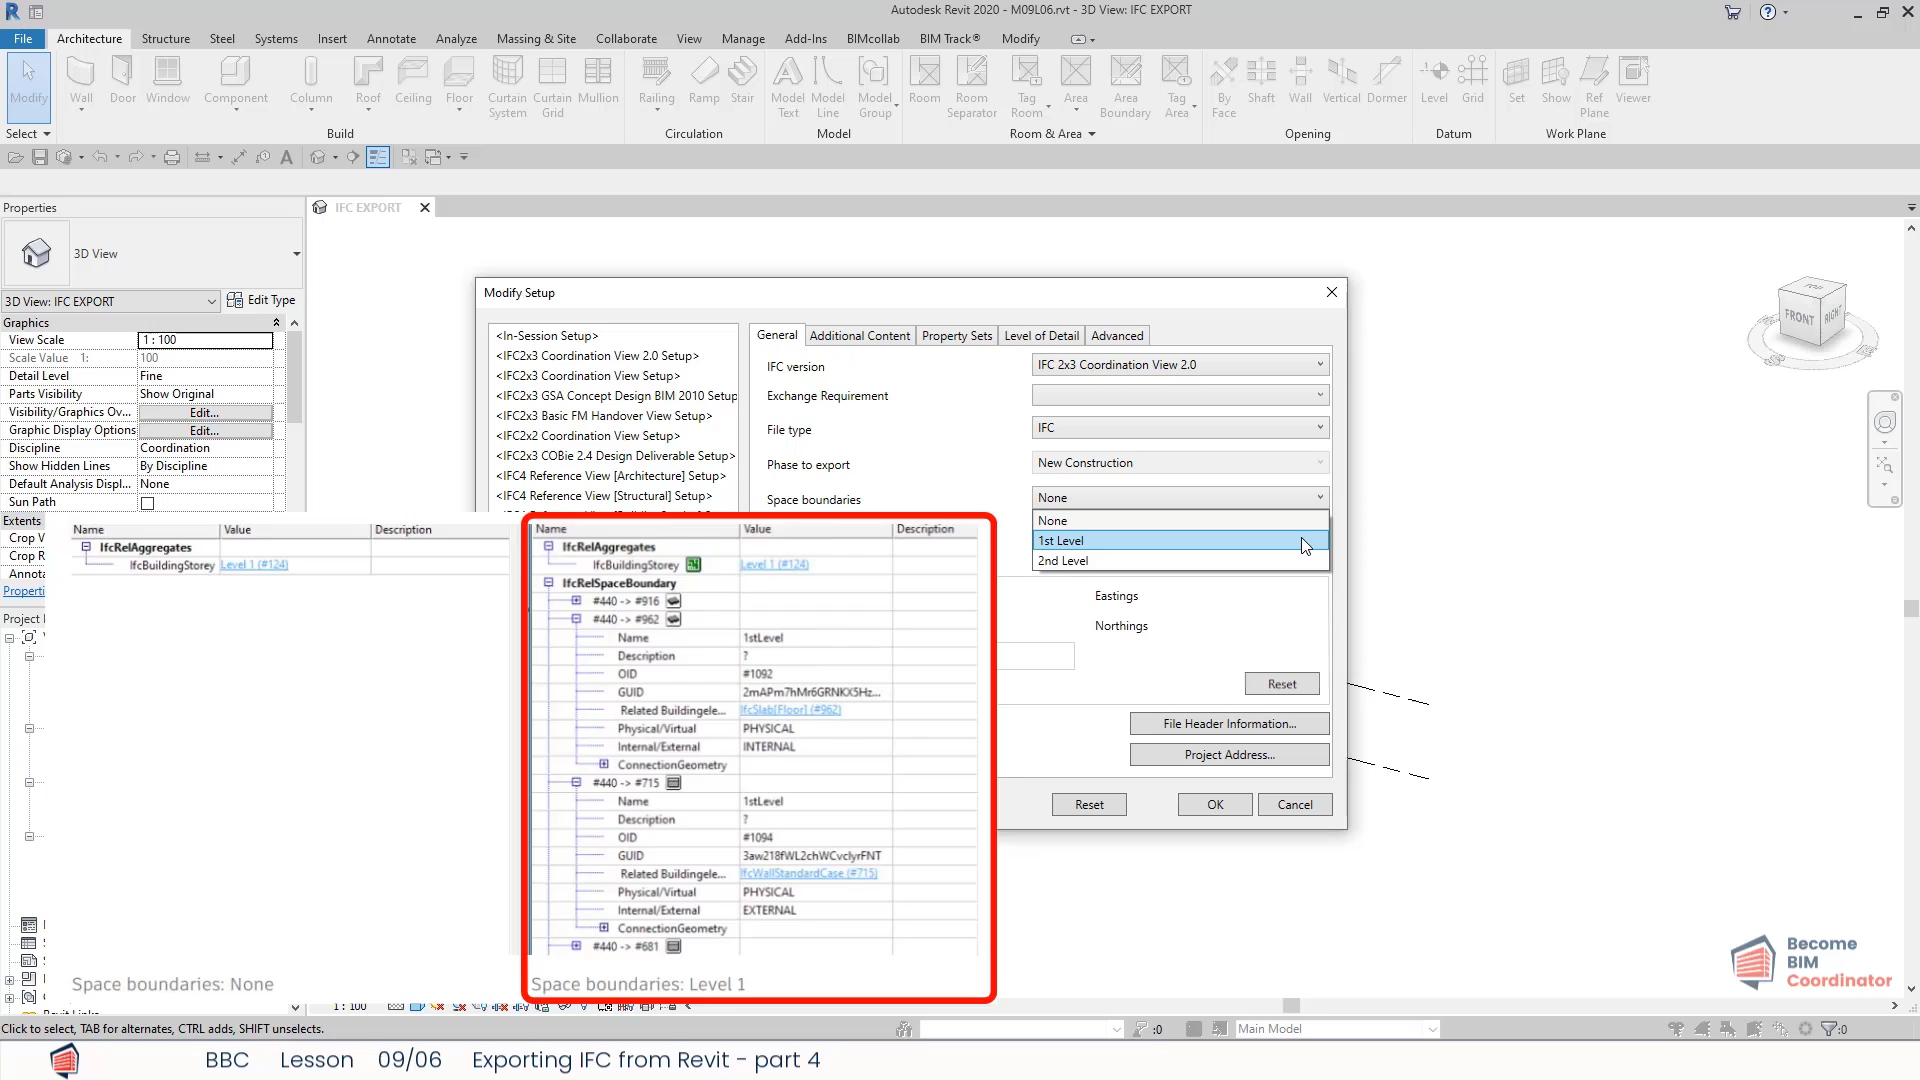 Autodesk Revit 2020 - M09L06.rvt - 3D View: IFC EXPORT
File Architecture Structure Steel Systems Insert Annotate Analyze Massing & Site Collaborate View Manage Add-Ins BIMcollab BIM Track® Modify
Modify Wall Door Window Component Column Roof Ceiling Floor Curtain System Curtain Grid Mullion Railing Ramp Stair Model Text Model Line Model Group Room Room Separator Tag Room Area Area Boundary Tag Area By Face Shaft Wall Vertical Dormer Level Grid Set Show Ref Plane Viewer
Select Build Circulation Model Room & Area Opening Datum Work Plane
Properties
IFC EXPORT
3D View
3D View: IFC EXPORT Edit Type
Graphics
View Scale 1 : 100
Scale Value 1: 100
Detail Level Fine
Parts Visibility Show Original
Visibility/Graphics Ov... Edit...
Graphic Display Options Edit...
Discipline Coordination
Show Hidden Lines By Discipline
Default Analysis Displ... None
Sun Path
Extents
Crop V
Crop R
Annota
Properti
Project
TOP
FRONT
RIGHT
Modify Setup
<In-Session Setup>
<IFC2x3 Coordination View 2.0 Setup>
<IFC2x3 Coordination View Setup>
<IFC2x3 GSA Concept Design BIM 2010 Setup
<IFC2x3 Basic FM Handover View Setup>
<IFC2x2 Coordination View Setup>
<IFC2x3 COBie 2.4 Design Deliverable Setup>
<IFC4 Reference View [Architecture] Setup>
<IFC4 Reference View [Structural] Setup>
General Additional Content Property Sets Level of Detail Advanced
IFC version IFC 2x3 Coordination View 2.0
Exchange Requirement
File type IFC
Phase to export New Construction
Space boundaries None
None
1st Level
2nd Level
Eastings
Northings
Reset
File Header Information...
Project Address...
Reset OK Cancel
Name Value Description
IfcRelAggregates
IfcBuildingStorey Level 1 (#124)
Space boundaries: None
Name Value Description
IfcRelAggregates
IfcBuildingStorey Level 1 (#124)
IfcRelSpaceBoundary
#440 -> #916
#440 -> #962
Name 1stLevel
Description ?
OID #1092
GUID 2mAPm7hMr6GRNKX5Hz...
Related Buildingele... IfcSlab[Floor] (#962)
Physical/Virtual PHYSICAL
Internal/External INTERNAL
ConnectionGeometry
#440 -> #715
Name 1stLevel
Description ?
OID #1094
GUID 3aw218fWL2chWCvclyrFNT
Related Buildingele... IfcWallStandardCase (#715)
Physical/Virtual PHYSICAL
Internal/External EXTERNAL
ConnectionGeometry
#440 -> #681
Space boundaries: Level 1
Become
BIM
Coordinator
1 : 100
Click to select, TAB for alternates, CTRL adds, SHIFT unselects.
:0 Main Model :0
BBC Lesson 09/06 Exporting IFC from Revit - part 4